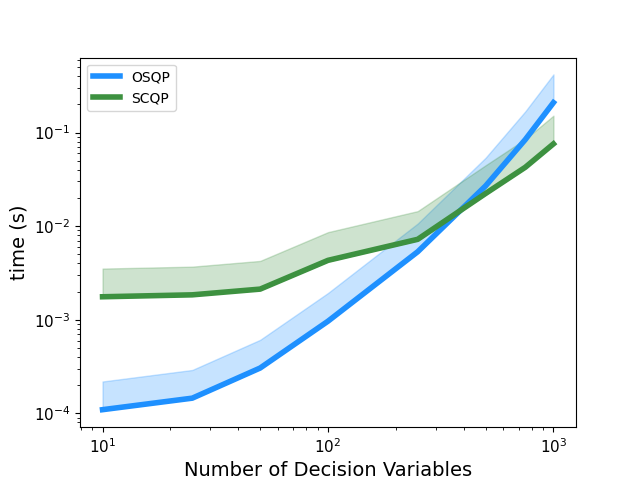 OSQP
SCQP
10⁻¹
10⁻²
10⁻³
10⁻⁴
time (s)
10¹
10²
10³
Number of Decision Variables